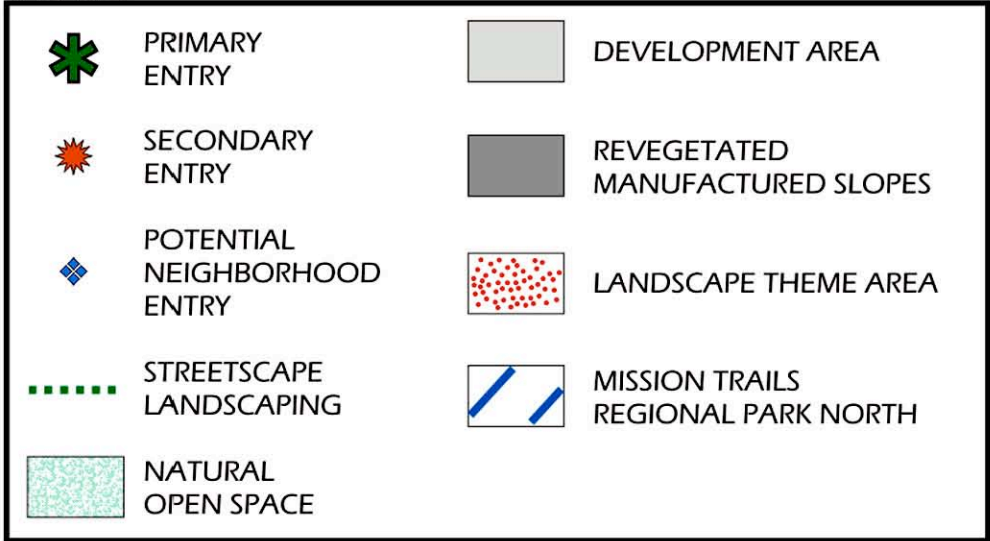 PRIMARY
ENTRY
SECONDARY
ENTRY
POTENTIAL
NEIGHBORHOOD
ENTRY
STREETSCAPE
LANDSCAPING
NATURAL
OPEN SPACE
DEVELOPMENT AREA
REVEGETATED
MANUFACTURED SLOPES
LANDSCAPE THEME AREA
MISSION TRAILS
REGIONAL PARK NORTH